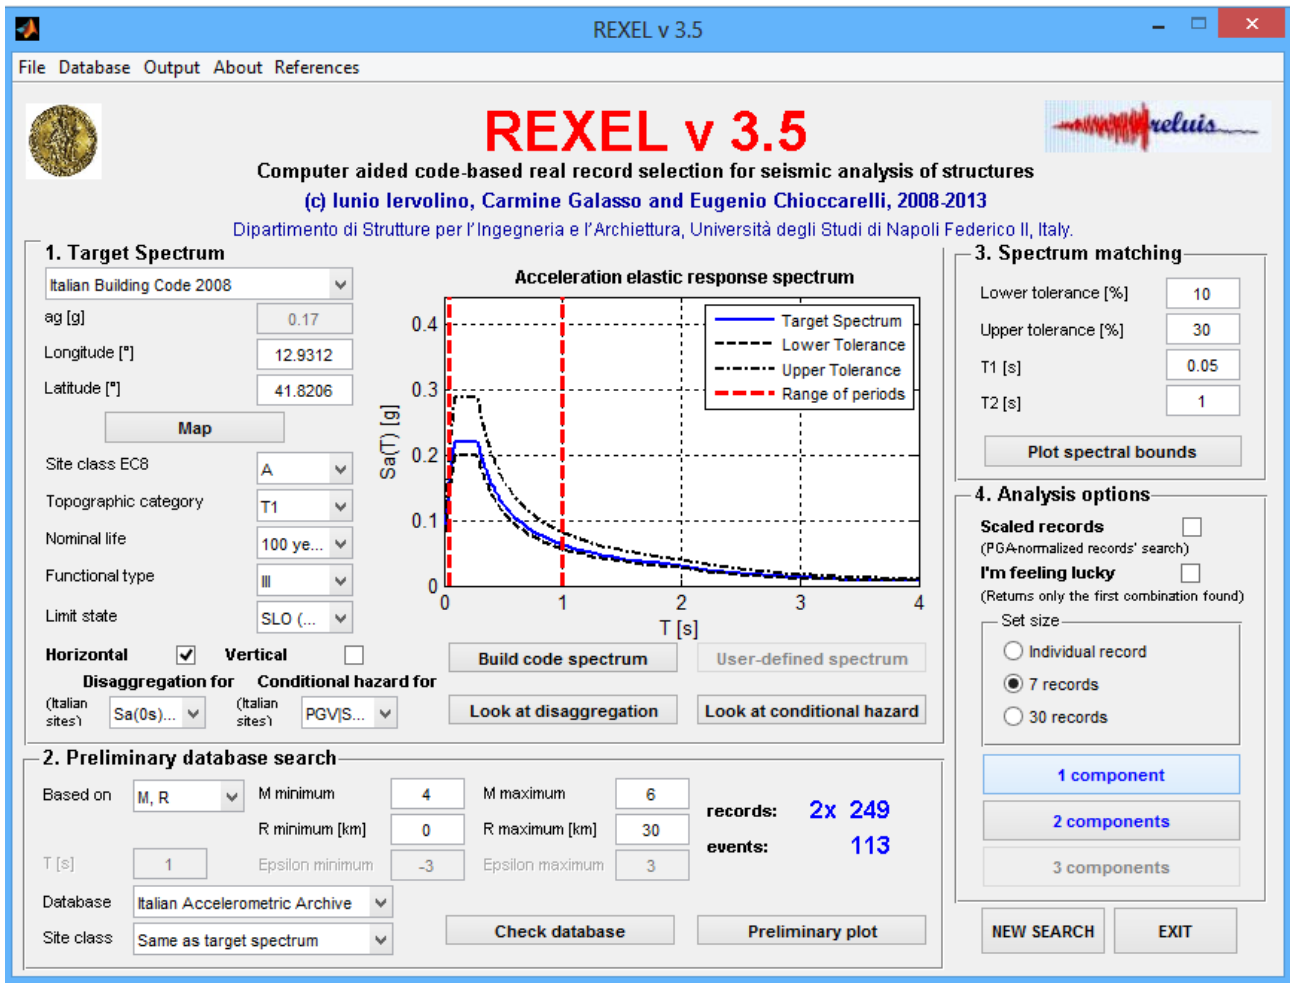 REXEL v 3.5
File Database Output About References
REXEL v 3.5
reluis
Computer aided code-based real record selection for seismic analysis of structures
(c) Iunio Iervolino, Carmine Galasso and Eugenio Chioccarelli, 2008-2013
Dipartimento di Strutture per l'Ingegneria e l'Archiettura, Università degli Studi di Napoli Federico II, Italy.
1. Target Spectrum
Italian Building Code 2008
ag [g] 0.17
Longitude [°] 12.9312
Latitude [°] 41.8206
Map
Site class EC8 A
Topographic category T1
Nominal life 100 ye...
Functional type III
Limit state SLO (...
Horizontal Vertical
Disaggregation for Conditional hazard for
(Italian sites) Sa(0s)... (Italian sites) PGV|S...
Acceleration elastic response spectrum
Target Spectrum
Lower Tolerance
Upper Tolerance
Range of periods
Sa(T) [g]
0.4
0.3
0.2
0.1
0
0 1 2 3 4
T [s]
Build code spectrum User-defined spectrum
Look at disaggregation Look at conditional hazard
2. Preliminary database search
Based on M, R M minimum 4 M maximum 6
R minimum [km] 0 R maximum [km] 30
T [s] 1 Epsilon minimum -3 Epsilon maximum 3
records: 2x 249
events: 113
Database Italian Accelerometric Archive
Site class Same as target spectrum
Check database Preliminary plot
3. Spectrum matching
Lower tolerance [%] 10
Upper tolerance [%] 30
T1 [s] 0.05
T2 [s] 1
Plot spectral bounds
4. Analysis options
Scaled records
(PGA-normalized records' search)
I'm feeling lucky
(Returns only the first combination found)
Set size
Individual record
7 records
30 records
1 component
2 components
3 components
NEW SEARCH EXIT